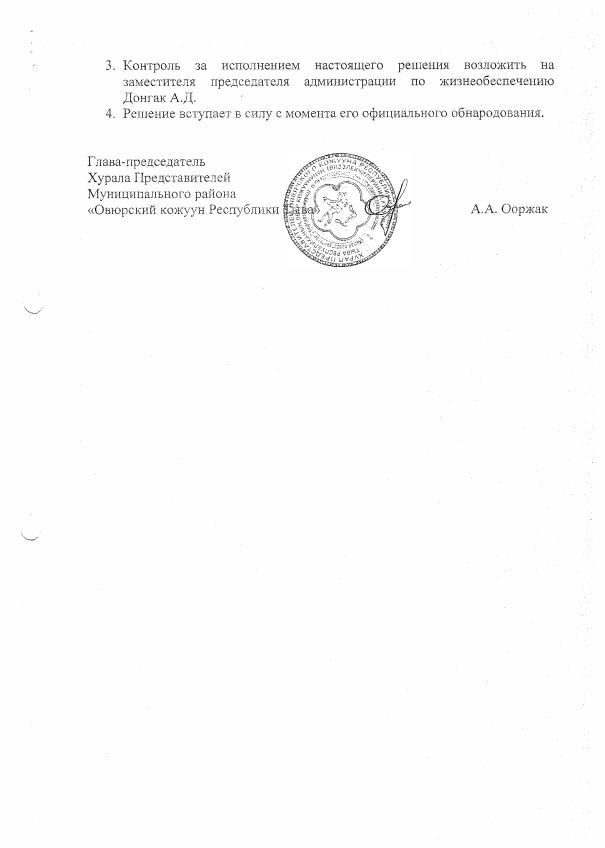 3. Контроль за исполнением настоящего решения возложить на
заместителя председателя администрации по жизнеобеспечению
Донгак А.Д.
4. Решение вступает в силу с момента его официального обнародования.
Глава-председатель
Хурала Представителей
Муниципального района
«Овюрский кожуун Республики Тыва»
А.А. Ооржак